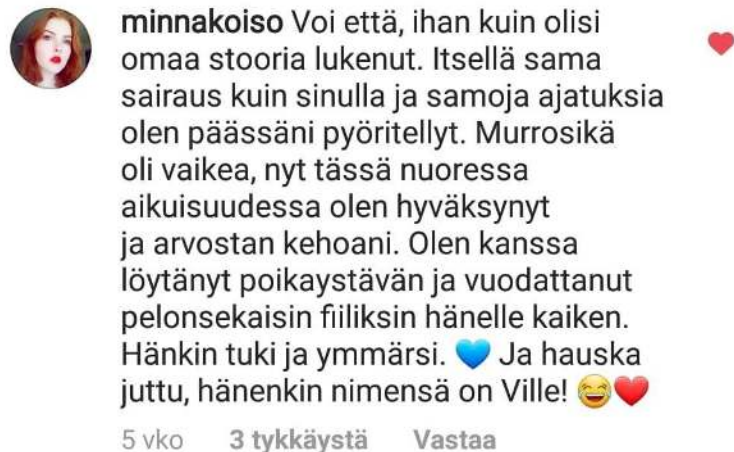 minnakoiso Voi että, ihan kuin olisi
omaa stooria lukenut. Itsellä sama
sairaus kuin sinulla ja samoja ajatuksia
olen päässäni pyöritellyt. Murrosikä
oli vaikea, nyt tässä nuoressa
aikuisuudessa olen hyväksynyt
ja arvostan kehoani. Olen kanssa
löytänyt poikaystävän ja vuodattanut
pelonsekaisin fiiliksin hänelle kaiken.
Hänkin tuki ja ymmärsi. 💙 Ja hauska
juttu, hänenkin nimensä on Ville! 😂❤️
5 vko 3 tykkäystä Vastaa